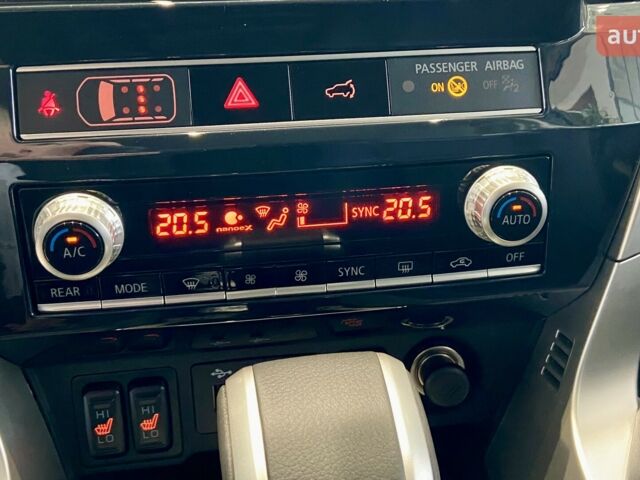 auto
PASSENGER AIRBAG
ON OFF
20.5 nanoeX SYNC 20.5
A/C AUTO
REAR MODE SYNC OFF
HI HI
LO LO